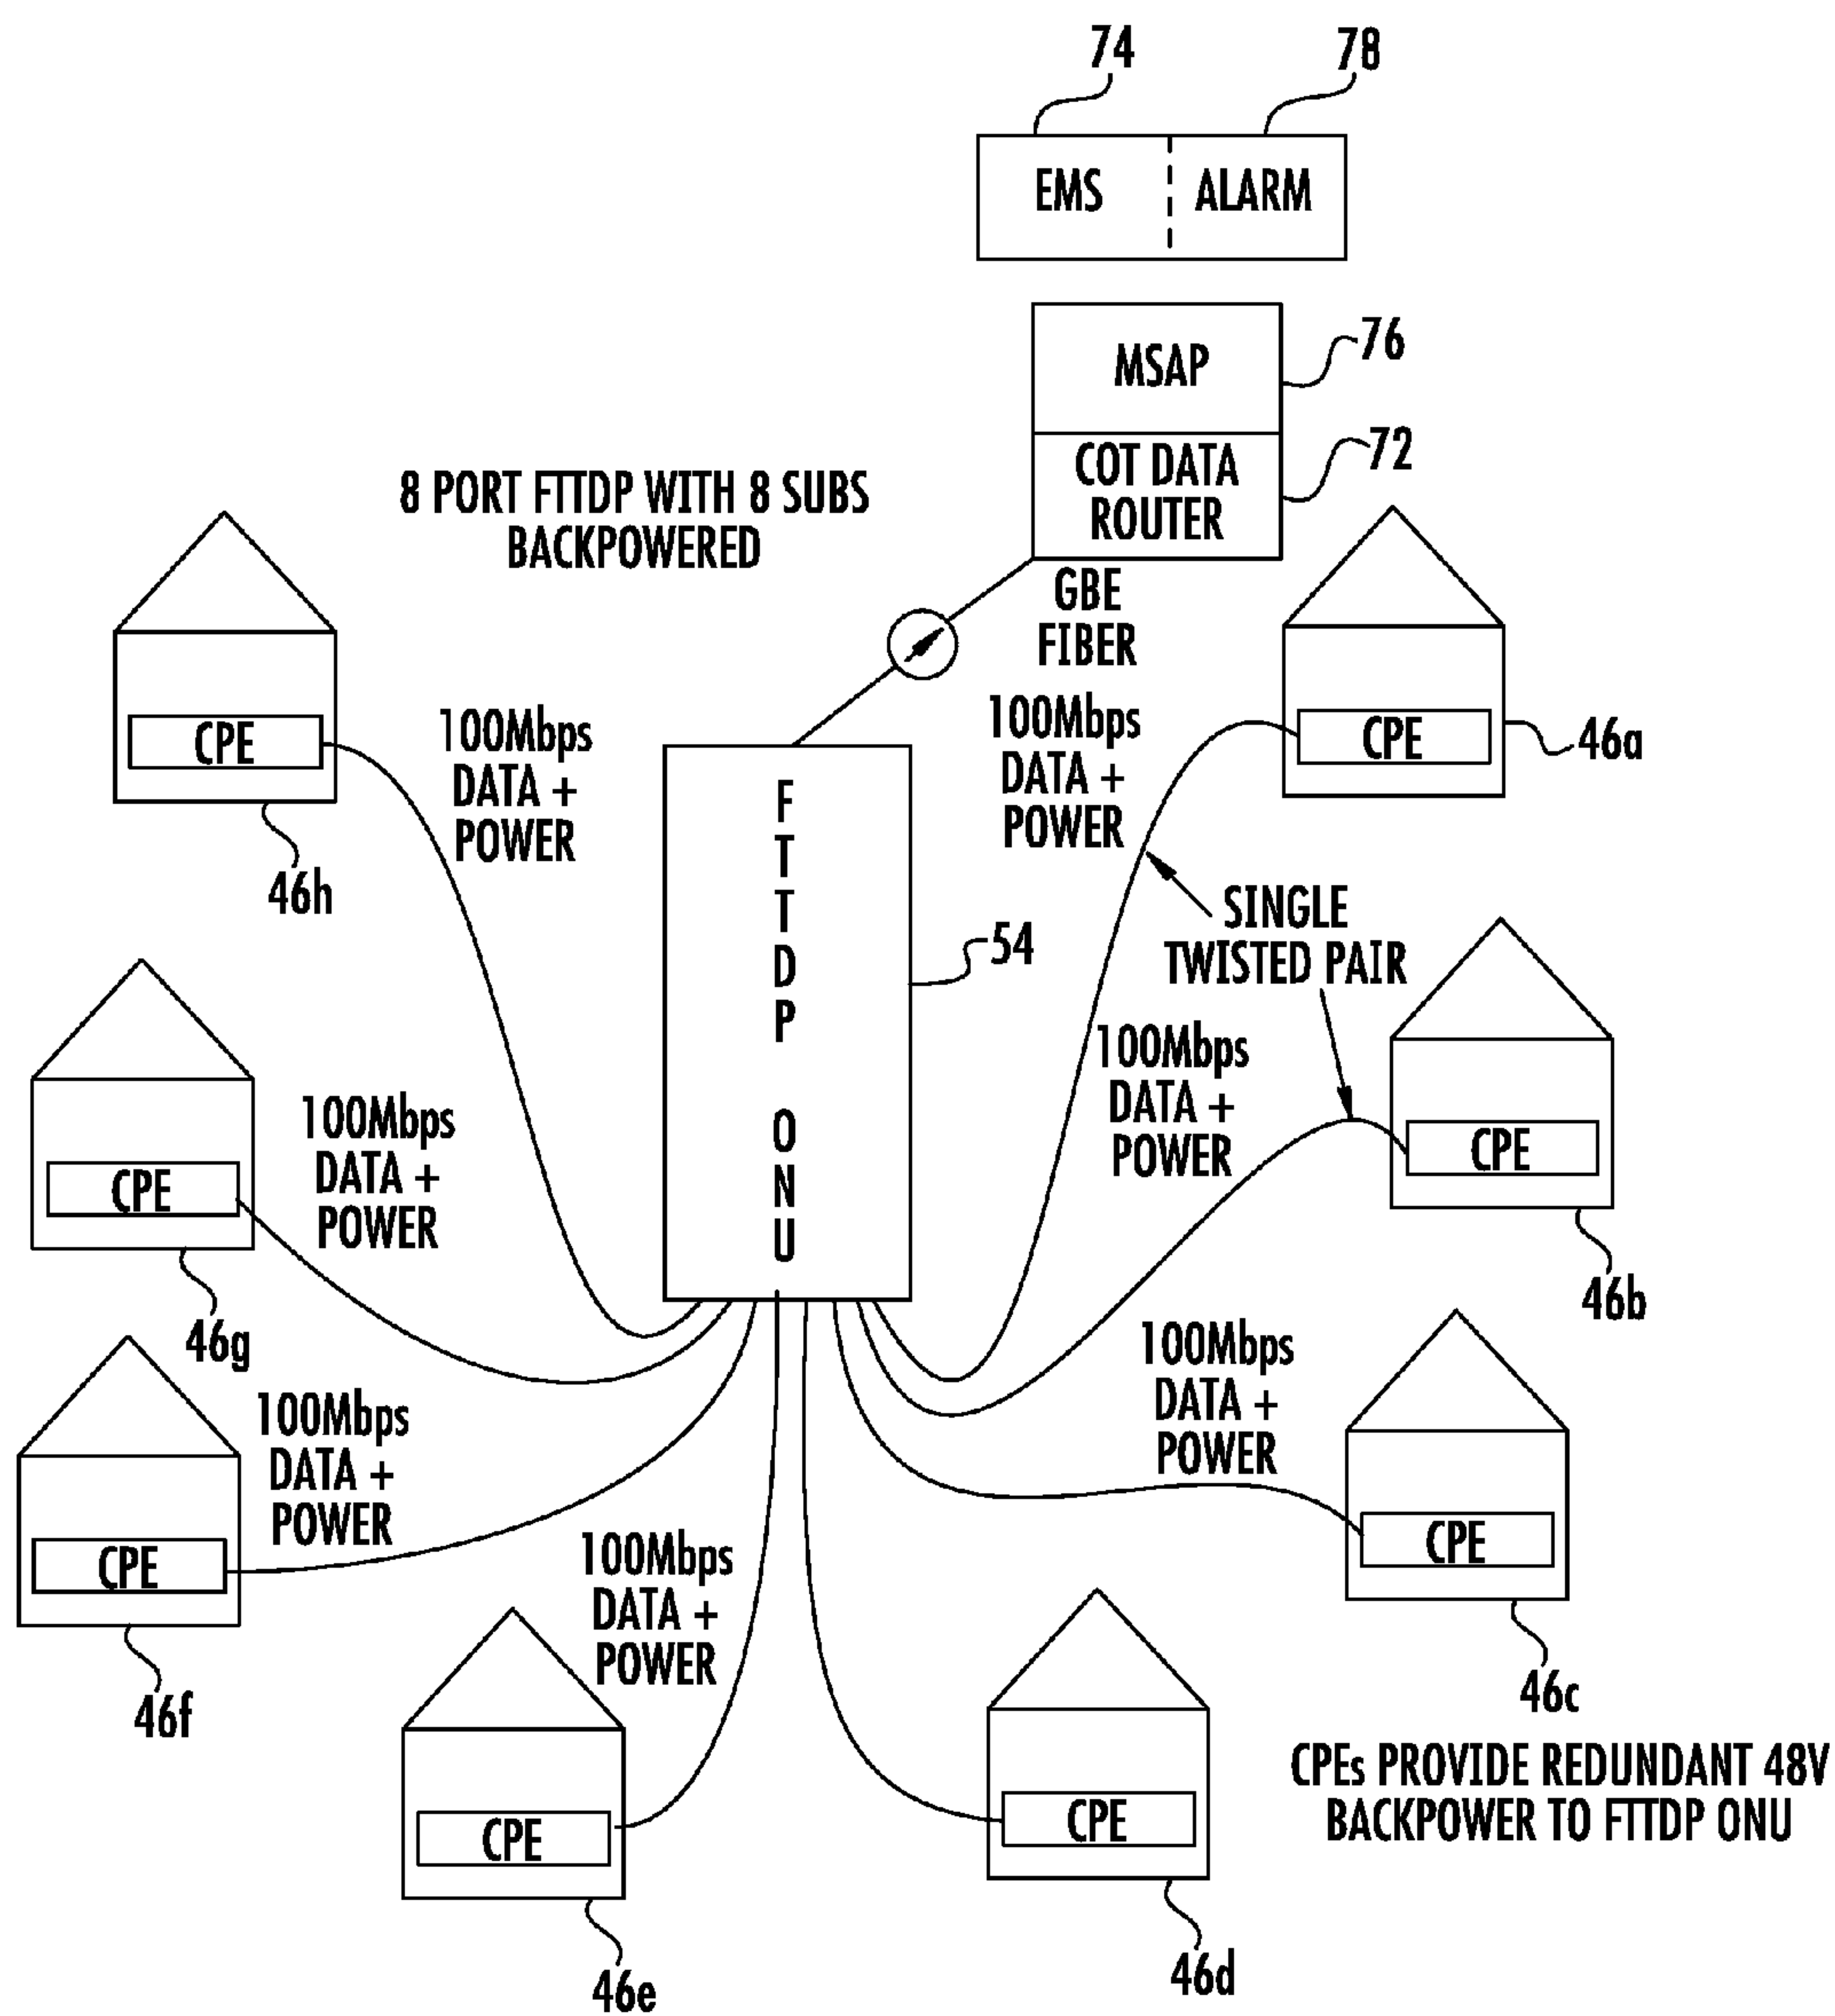 74
78
EMS
ALARM
MSAP
76
COT DATA
ROUTER
72
8 PORT FTTDP WITH 8 SUBS
BACKPOWERED
GBE
FIBER
CPE
46h
100Mbps
DATA +
POWER
FTTDP ONU
54
100Mbps
DATA +
POWER
CPE
46a
SINGLE
TWISTED PAIR
CPE
46g
100Mbps
DATA +
POWER
100Mbps
DATA +
POWER
CPE
46b
CPE
46f
100Mbps
DATA +
POWER
100Mbps
DATA +
POWER
CPE
46c
100Mbps
DATA +
POWER
CPE
46e
CPE
46d
CPEs PROVIDE REDUNDANT 48V
BACKPOWER TO FTTDP ONU